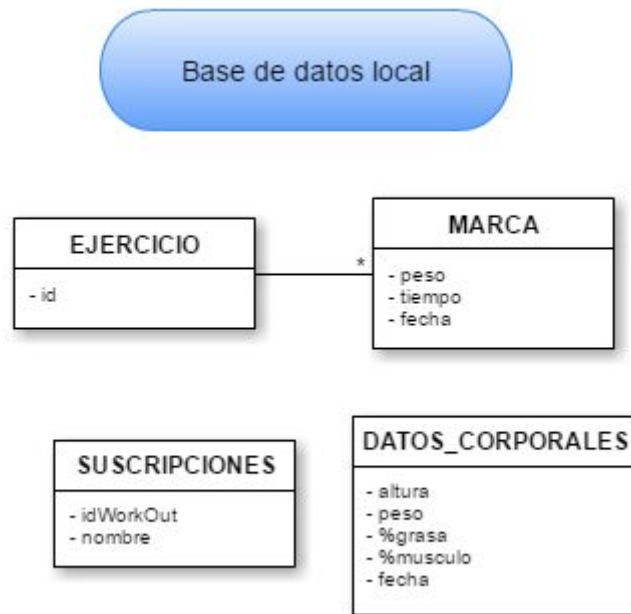 Base de datos local
EJERCICIO
- id
*
MARCA
- peso
- tiempo
- fecha
SUSCRIPCIONES
- idWorkOut
- nombre
DATOS_CORPORALES
- altura
- peso
- %grasa
- %musculo
- fecha